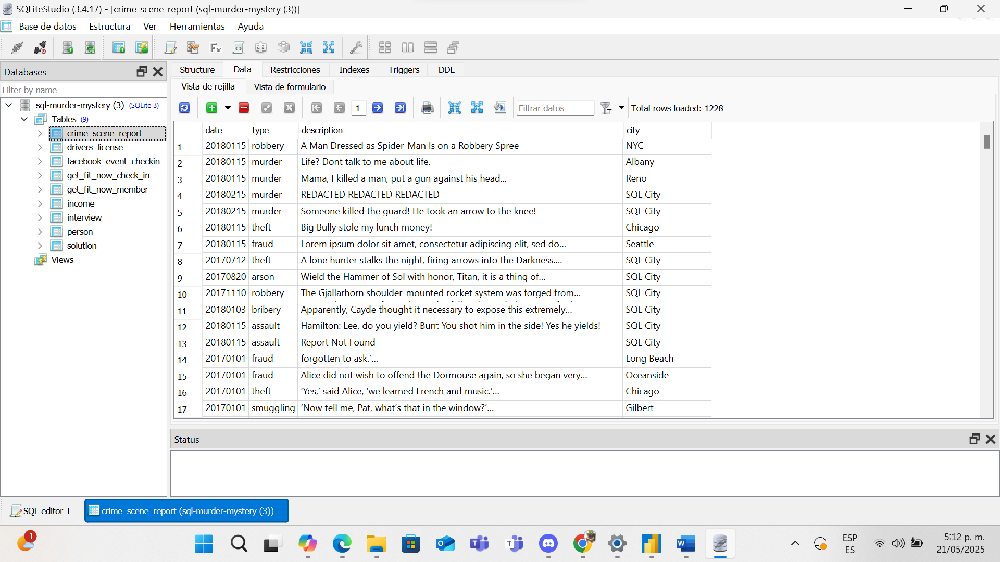 SQLiteStudio (3.4.17) - [crime_scene_report (sql-murder-mystery (3))]
Base de datos Estructura Ver Herramientas Ayuda
Databases
Filter by name
sql-murder-mystery (3) (SQLite 3)
Tables (9)
crime_scene_report
drivers_license
facebook_event_checkin
get_fit_now_check_in
get_fit_now_member
income
interview
person
solution
Views
Structure Data Restricciones Indexes Triggers DDL
Vista de rejilla Vista de formulario
1 Filtrar datos Total rows loaded: 1228
date type description city
1 20180115 robbery A Man Dressed as Spider-Man Is on a Robbery Spree NYC
2 20180115 murder Life? Dont talk to me about life. Albany
3 20180115 murder Mama, I killed a man, put a gun against his head... Reno
4 20180215 murder REDACTED REDACTED REDACTED SQL City
5 20180215 murder Someone killed the guard! He took an arrow to the knee! SQL City
6 20180115 theft Big Bully stole my lunch money! Chicago
7 20180115 fraud Lorem ipsum dolor sit amet, consectetur adipiscing elit, sed do... Seattle
8 20170712 theft A lone hunter stalks the night, firing arrows into the Darkness.... SQL City
9 20170820 arson Wield the Hammer of Sol with honor, Titan, it is a thing of... SQL City
10 20171110 robbery The Gjallarhorn shoulder-mounted rocket system was forged from... SQL City
11 20180103 bribery Apparently, Cayde thought it necessary to expose this extremely... SQL City
12 20180115 assault Hamilton: Lee, do you yield? Burr: You shot him in the side! Yes he yields! SQL City
13 20180115 assault Report Not Found SQL City
14 20170101 fraud forgotten to ask.’... Long Beach
15 20170101 fraud Alice did not wish to offend the Dormouse again, so she began very... Oceanside
16 20170101 theft ‘Yes,’ said Alice, ‘we learned French and music.’... Chicago
17 20170101 smuggling ‘Now tell me, Pat, what’s that in the window?’... Gilbert
Status
SQL editor 1 crime_scene_report (sql-murder-mystery (3))
1
ESP
ES
5:12 p. m.
21/05/2025